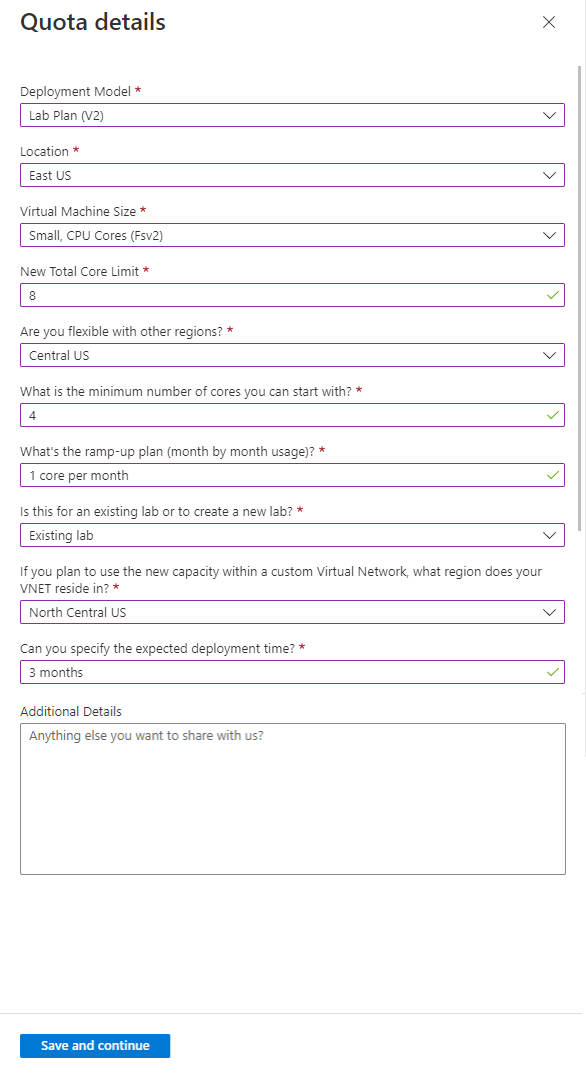 Quota details
Deployment Model *
Lab Plan (V2)
Location *
East US
Virtual Machine Size *
Small, CPU Cores (Fsv2)
New Total Core Limit *
8
Are you flexible with other regions? *
Central US
What is the minimum number of cores you can start with? *
4
What's the ramp-up plan (month by month usage)? *
1 core per month
Is this for an existing lab or to create a new lab? *
Existing lab
If you plan to use the new capacity within a custom Virtual Network, what region does your
VNET reside in? *
North Central US
Can you specify the expected deployment time? *
3 months
Additional Details
Anything else you want to share with us?
Save and continue